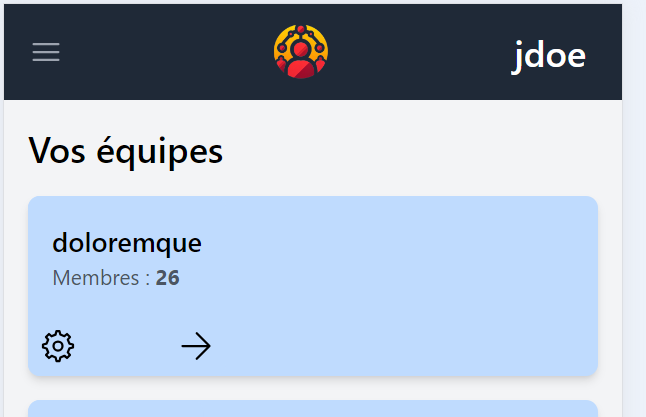 jdoe
Vos équipes
doloremque
Membres : 26